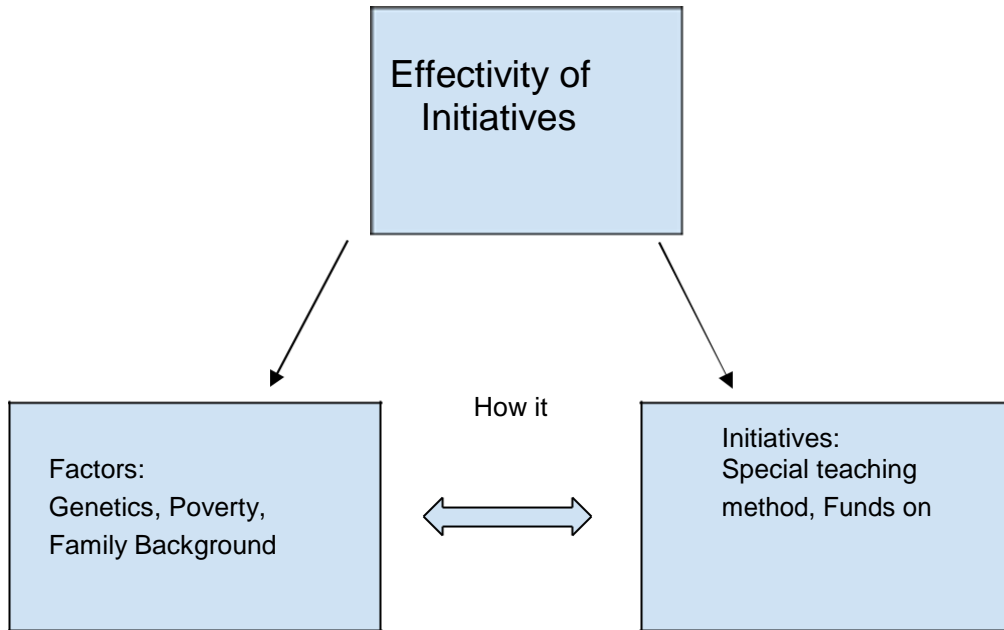 Effectivity of
Initiatives
How it
Factors:
Genetics, Poverty,
Family Background
Initiatives:
Special teaching
method, Funds on